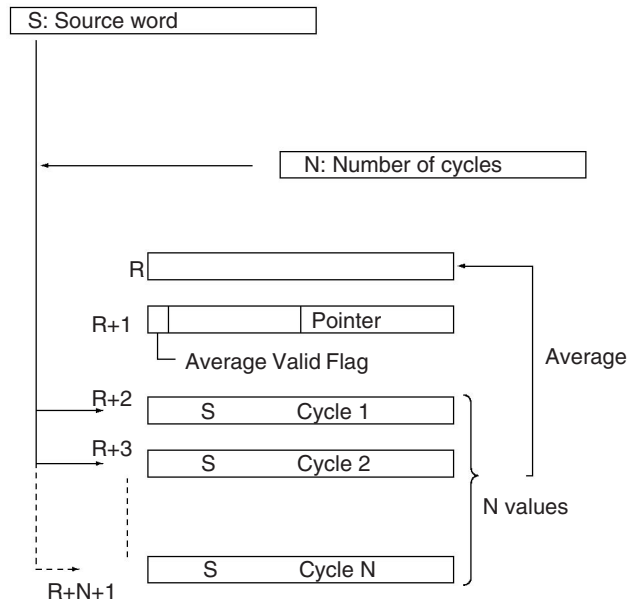 S: Source word
N: Number of cycles
R
R+1
Pointer
Average Valid Flag
Average
R+2
S Cycle 1
R+3
S Cycle 2
N values
S Cycle N
R+N+1